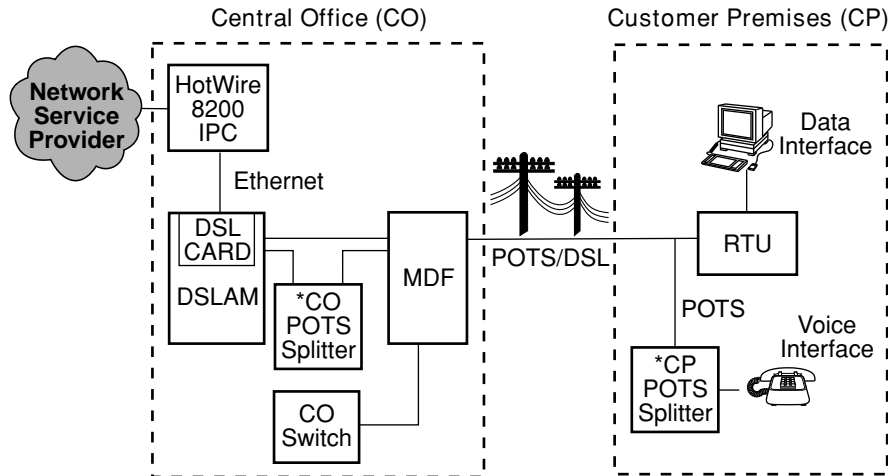 Central Office (CO)
Customer Premises (CP)
Network
Service
Provider
HotWire
8200
IPC
Ethernet
DSL
CARD
DSLAM
*CO
POTS
Splitter
MDF
CO
Switch
POTS/DSL
Data
Interface
RTU
POTS
*CP
POTS
Splitter
Voice
Interface